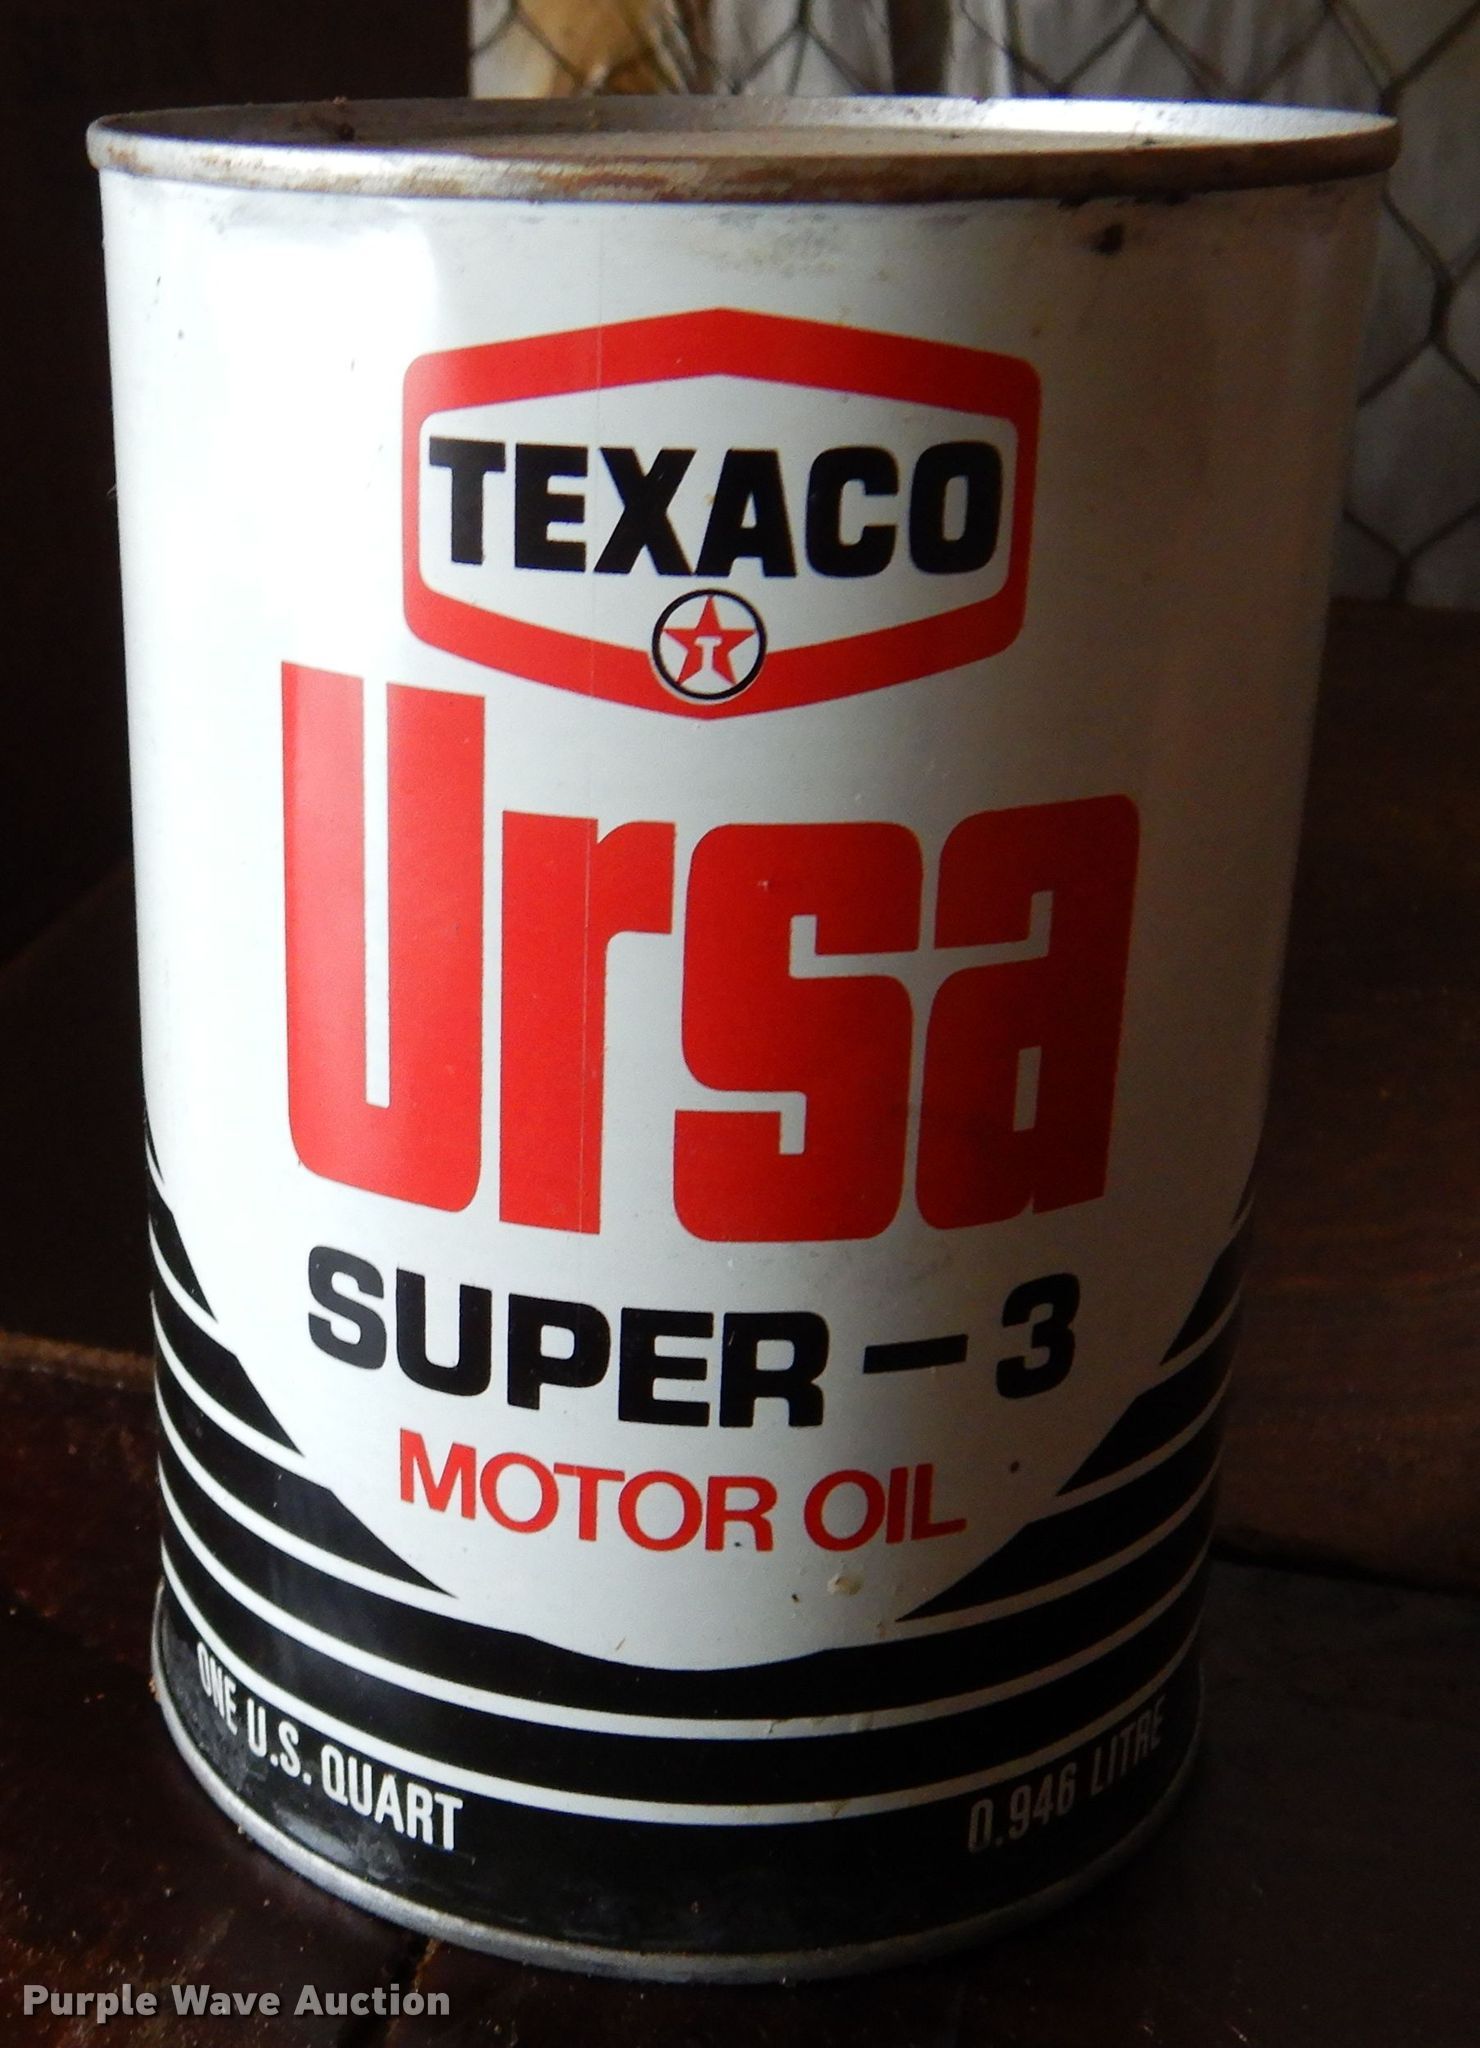 TEXACO
T
Ursa
SUPER-3
MOTOR OIL
ONE U.S. QUART
0.946 LITRE
Purple Wave Auction